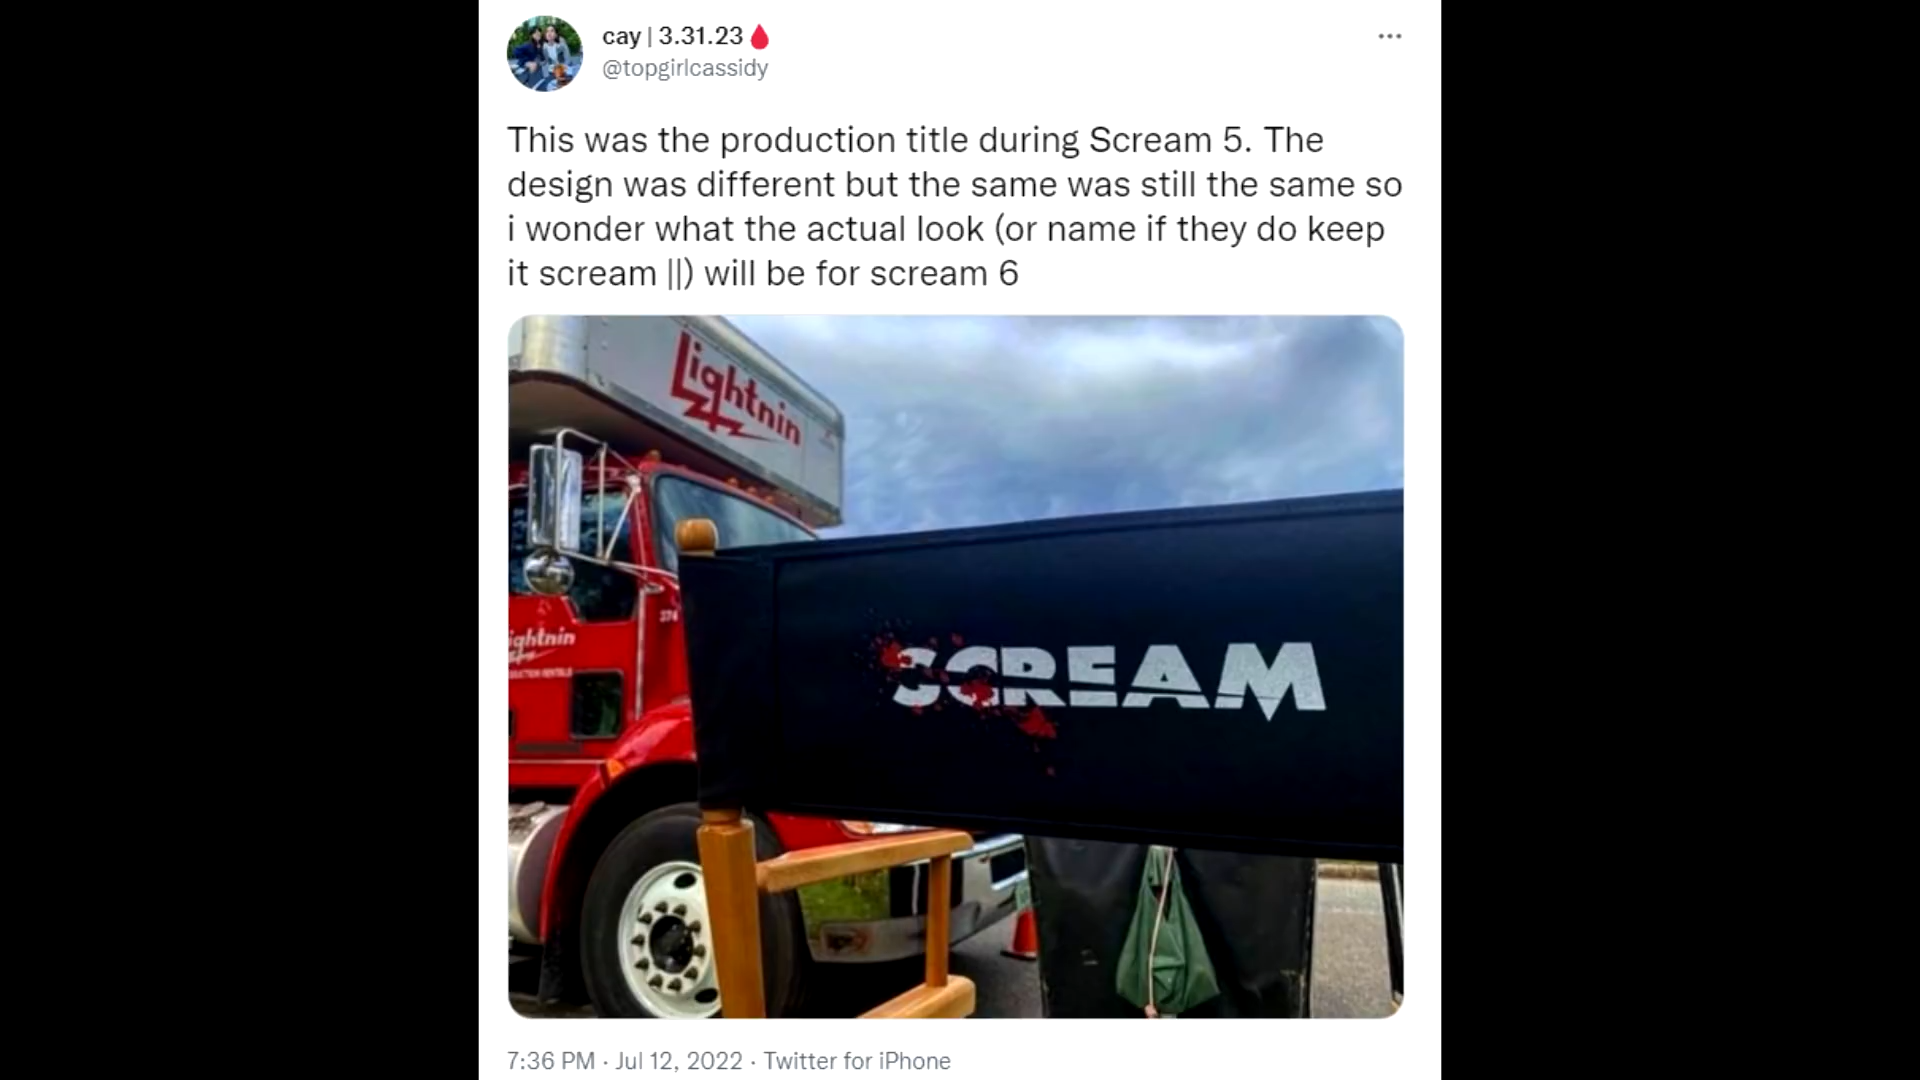 cay | 3.31.23🩸
@topgirlcassidy
This was the production title during Scream 5. The
design was different but the same was still the same so
i wonder what the actual look (or name if they do keep
it scream ||) will be for scream 6
Lightnin
374
ightnin
SCREAM
7:36 PM · Jul 12, 2022 · Twitter for iPhone